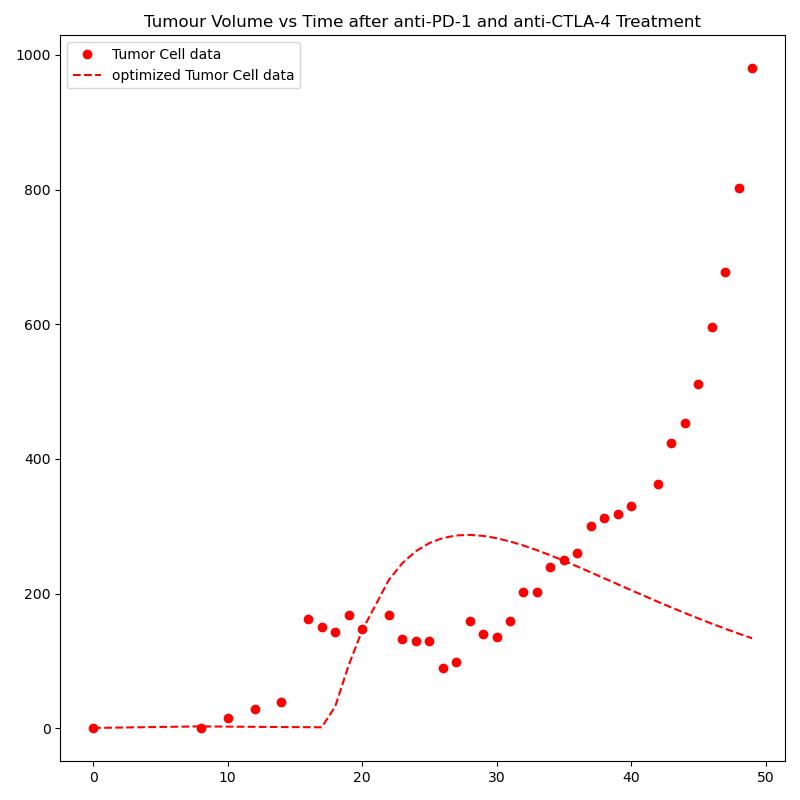 Tumour Volume vs Time after anti-PD-1 and anti-CTLA-4 Treatment
Tumor Cell data
optimized Tumor Cell data
1000
800
600
400
200
0
0 10 20 30 40 50